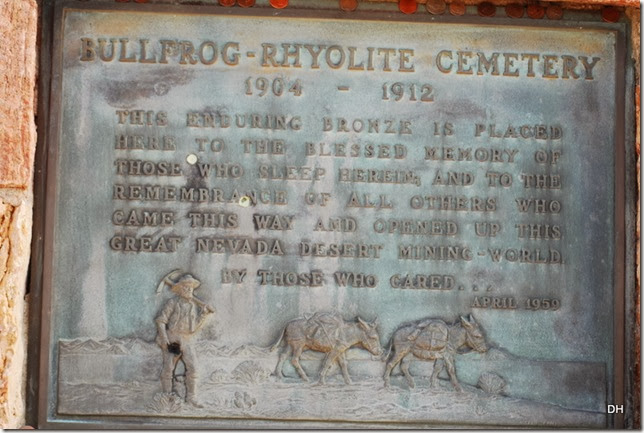 BULLFROG-RHYOLITE CEMETERY
1904 - 1912
THIS ENDURING BRONZE IS PLACED
HERE TO THE BLESSED MEMORY OF
THOSE WHO SLEEP HEREIN, AND TO THE
REMEMBRANCE OF ALL OTHERS WHO
CAME THIS WAY AND OPENED UP THIS
GREAT NEVADA DESERT MINING-WORLD
BY THOSE WHO CARED...
APRIL 1959
DH